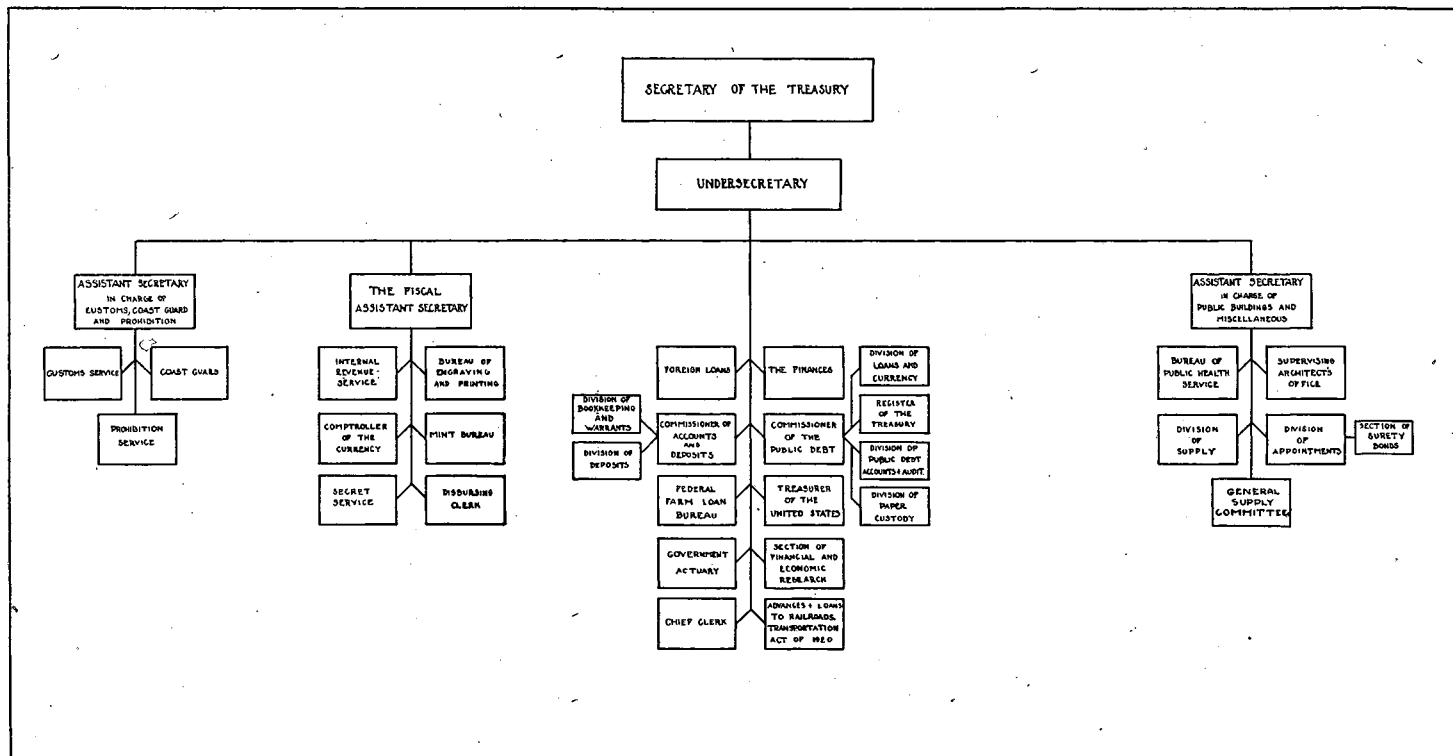 SECRETARY OF THE TREASURY
UNDERSECRETARY
ASSISTANT SECRETARY
IN CHARGE OF
CUSTOMS, COAST GUARD
AND PROHIBITION
CUSTOMS SERVICE
COAST GUARD
PROHIBITION
SERVICE
THE FISCAL
ASSISTANT SECRETARY
INTERNAL
REVENUE-
SERVICE
BUREAU OF
ENGRAVING
AND PRINTING
COMPTROLLER
OF THE
CURRENCY
MINT BUREAU
SECRET
SERVICE
DISBURSING
CLERK
FOREIGN LOANS
THE FINANCES
DIVISION OF
LOANS AND
CURRENCY
REGISTER
OF THE
TREASURY
DIVISION OF
BOOKKEEPING
AND
WARRANTS
DIVISION OF
DEPOSITS
COMMISSIONER OF
ACCOUNTS
AND
DEPOSITS
COMMISSIONER
OF THE
PUBLIC DEBT
DIVISION OF
PUBLIC DEBT
ACCOUNTS + AUDIT.
DIVISION OF
PAPER
CUSTODY
FEDERAL
FARM LOAN
BUREAU
TREASURER
OF THE
UNITED STATES
GOVERNMENT
ACTUARY
SECTION OF
FINANCIAL AND
ECONOMIC
RESEARCH
CHIEF CLERK
ADVANCES + LOANS
TO RAILROADS.
TRANSPORTATION
ACT OF 1920
ASSISTANT SECRETARY
IN CHARGE OF
PUBLIC BUILDINGS AND
MISCELLANEOUS
BUREAU OF
PUBLIC HEALTH
SERVICE
SUPERVISING
ARCHITECT'S
OFFICE
DIVISION
OF
SUPPLY
DIVISION
OF
APPOINTMENTS
SECTION OF
SURETY
BONDS
GENERAL
SUPPLY
COMMITTEE